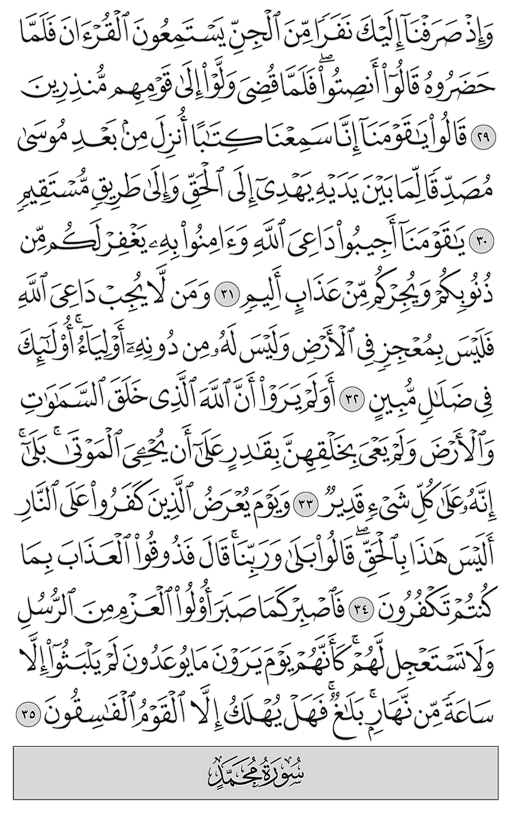 وَإِذۡ صَرَفۡنَآ إِلَيۡكَ نَفَرٗا مِّنَ ٱلۡجِنِّ يَسۡتَمِعُونَ ٱلۡقُرۡءَانَ فَلَمَّا
حَضَرُوهُ قَالُوٓاْ أَنصِتُواْۖ فَلَمَّا قُضِيَ وَلَّوۡاْ إِلَىٰ قَوۡمِهِم مُّنذِرِينَ
٢٩ قَالُواْ يَٰقَوۡمَنَآ إِنَّا سَمِعۡنَا كِتَٰبًا أُنزِلَ مِنۢ بَعۡدِ مُوسَىٰ
مُصَدِّقٗا لِّمَا بَيۡنَ يَدَيۡهِ يَهۡدِيٓ إِلَى ٱلۡحَقِّ وَإِلَىٰ طَرِيقٖ مُّسۡتَقِيمٖ
٣٠ يَٰقَوۡمَنَآ أَجِيبُواْ دَاعِيَ ٱللَّهِ وَءَامِنُواْ بِهِۦ يَغۡفِرۡ لَكُم مِّن
ذُنُوبِكُمۡ وَيُجِرۡكُم مِّنۡ عَذَابٍ أَلِيمٖ ٣١ وَمَن لَّا يُجِبۡ دَاعِيَ ٱللَّهِ
فَلَيۡسَ بِمُعۡجِزٖ فِي ٱلۡأَرۡضِ وَلَيۡسَ لَهُۥ مِن دُونِهِۦٓ أَوۡلِيَآءُۚ أُوْلَٰٓئِكَ
فِي ضَلَٰلٖ مُّبِينٍ ٣٢ أَوَلَمۡ يَرَوۡاْ أَنَّ ٱللَّهَ ٱلَّذِي خَلَقَ ٱلسَّمَٰوَٰتِ
وَٱلۡأَرۡضَ وَلَمۡ يَعۡيَ بِخَلۡقِهِنَّ بِقَٰدِرٍ عَلَىٰٓ أَن يُحۡـِۧيَ ٱلۡمَوۡتَىٰۚ بَلَىٰٓۚ
إِنَّهُۥ عَلَىٰ كُلِّ شَيۡءٖ قَدِيرٞ ٣٣ وَيَوۡمَ يُعۡرَضُ ٱلَّذِينَ كَفَرُواْ عَلَى ٱلنَّارِ
أَلَيۡسَ هَٰذَا بِٱلۡحَقِّۖ قَالُواْ بَلَىٰ وَرَبِّنَاۚ قَالَ فَذُوقُواْ ٱلۡعَذَابَ بِمَا
كُنتُمۡ تَكۡفُرُونَ ٣٤ فَٱصۡبِرۡ كَمَا صَبَرَ أُوْلُواْ ٱلۡعَزۡمِ مِنَ ٱلرُّسُلِ
وَلَا تَسۡتَعۡجِل لَّهُمۡۚ كَأَنَّهُمۡ يَوۡمَ يَرَوۡنَ مَا يُوعَدُونَ لَمۡ يَلۡبَثُوٓاْ إِلَّا
سَاعَةٗ مِّن نَّهَارِۭۚ بَلَٰغٞۚ فَهَلۡ يُهۡلَكُ إِلَّا ٱلۡقَوۡمُ ٱلۡفَٰسِقُونَ ٣٥
سُورَةُ مُحَمَّدٍ